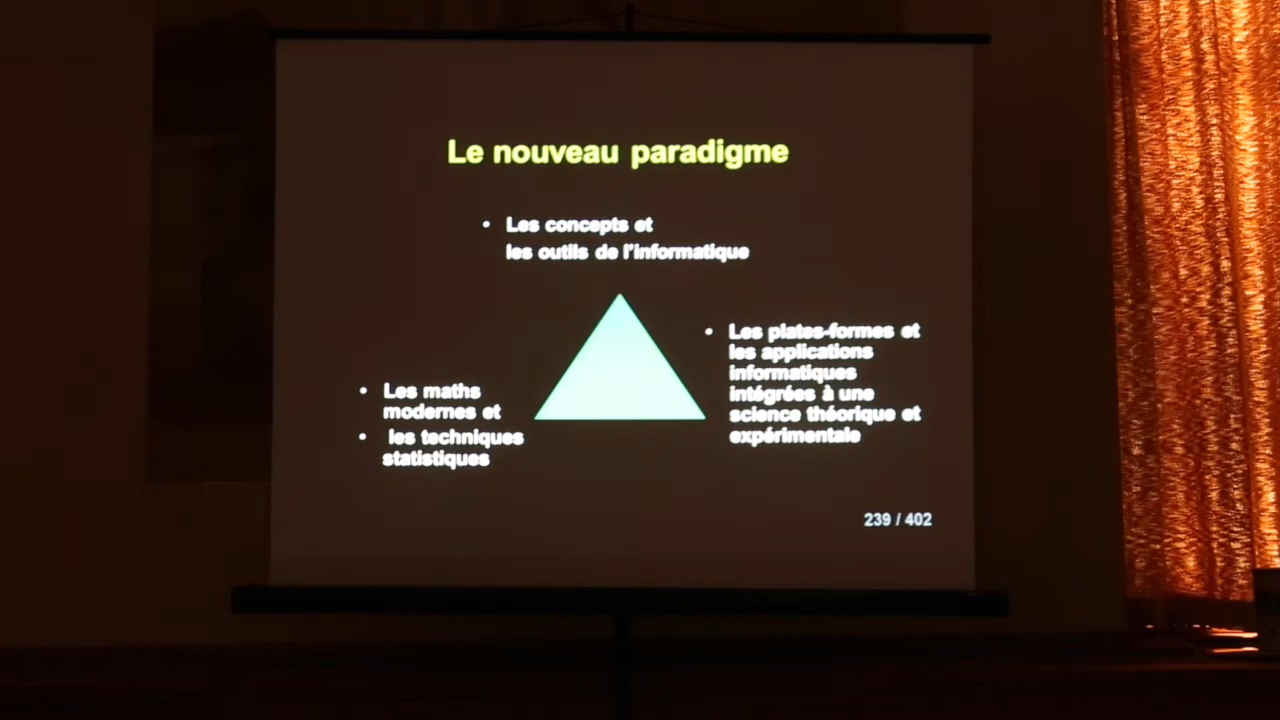 Le nouveau paradigme
• Les concepts et
les outils de l'informatique
• Les plates-formes et
les applications
informatiques
intégrées à une
science théorique et
expérimentale
• Les maths
modernes et
• les techniques
statistiques
239 / 402